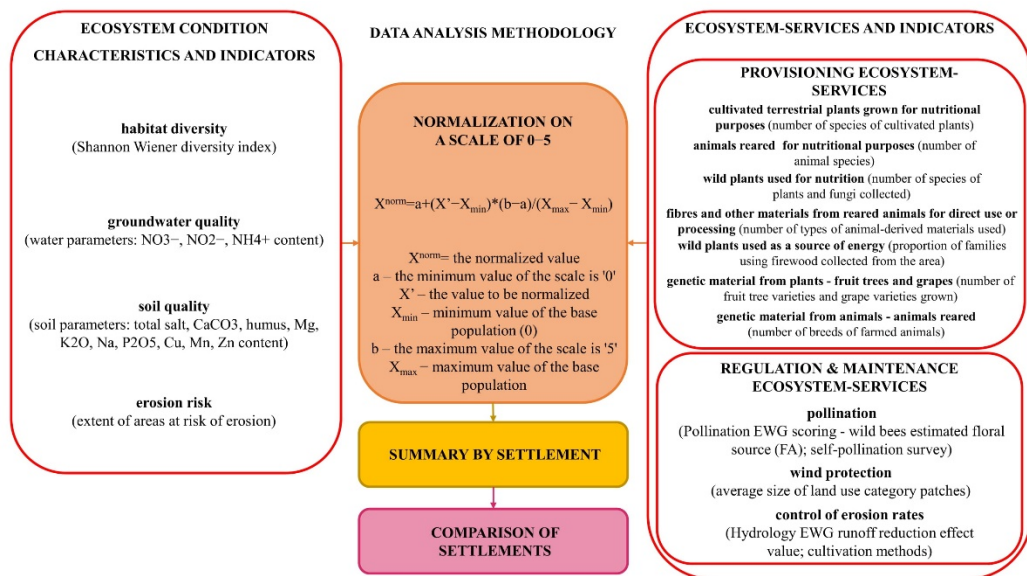 ECOSYSTEM CONDITION
CHARACTERISTICS AND INDICATORS
habitat diversity
(Shannon Wiener diversity index)
groundwater quality
(water parameters: NO3−, NO2−, NH4+ content)
soil quality
(soil parameters: total salt, CaCO3, humus, Mg,
K2O, Na, P2O5, Cu, Mn, Zn content)
erosion risk
(extent of areas at risk of erosion)
DATA ANALYSIS METHODOLOGY
NORMALIZATION ON
A SCALE OF 0−5
Xnorm=a+(X'−Xmin)*(b−a)/(Xmax− Xmin)
Xnorm= the normalized value
a – the minimum value of the scale is '0'
X' – the value to be normalized
Xmin – minimum value of the base
population (0)
b – the maximum value of the scale is '5'
Xmax – maximum value of the base
population
SUMMARY BY SETTLEMENT
COMPARISON OF
SETTLEMENTS
ECOSYSTEM-SERVICES AND INDICATORS
PROVISIONING ECOSYSTEM-
SERVICES
cultivated terrestrial plants grown for nutritional
purposes (number of species of cultivated plants)
animals reared for nutritional purposes (number of
animal species)
wild plants used for nutrition (number of species of
plants and fungi collected)
fibres and other materials from reared animals for direct use or
processing (number of types of animal-derived materials used)
wild plants used as a source of energy (proportion of families
using firewood collected from the area)
genetic material from plants - fruit trees and grapes (number of
fruit tree varieties and grape varieties grown)
genetic material from animals - animals reared
(number of breeds of farmed animals)
REGULATION & MAINTENANCE
ECOSYSTEM-SERVICES
pollination
(Pollination EWG scoring - wild bees estimated floral
source (FA); self-pollination survey)
wind protection
(average size of land use category patches)
control of erosion rates
(Hydrology EWG runoff reduction effect
value; cultivation methods)